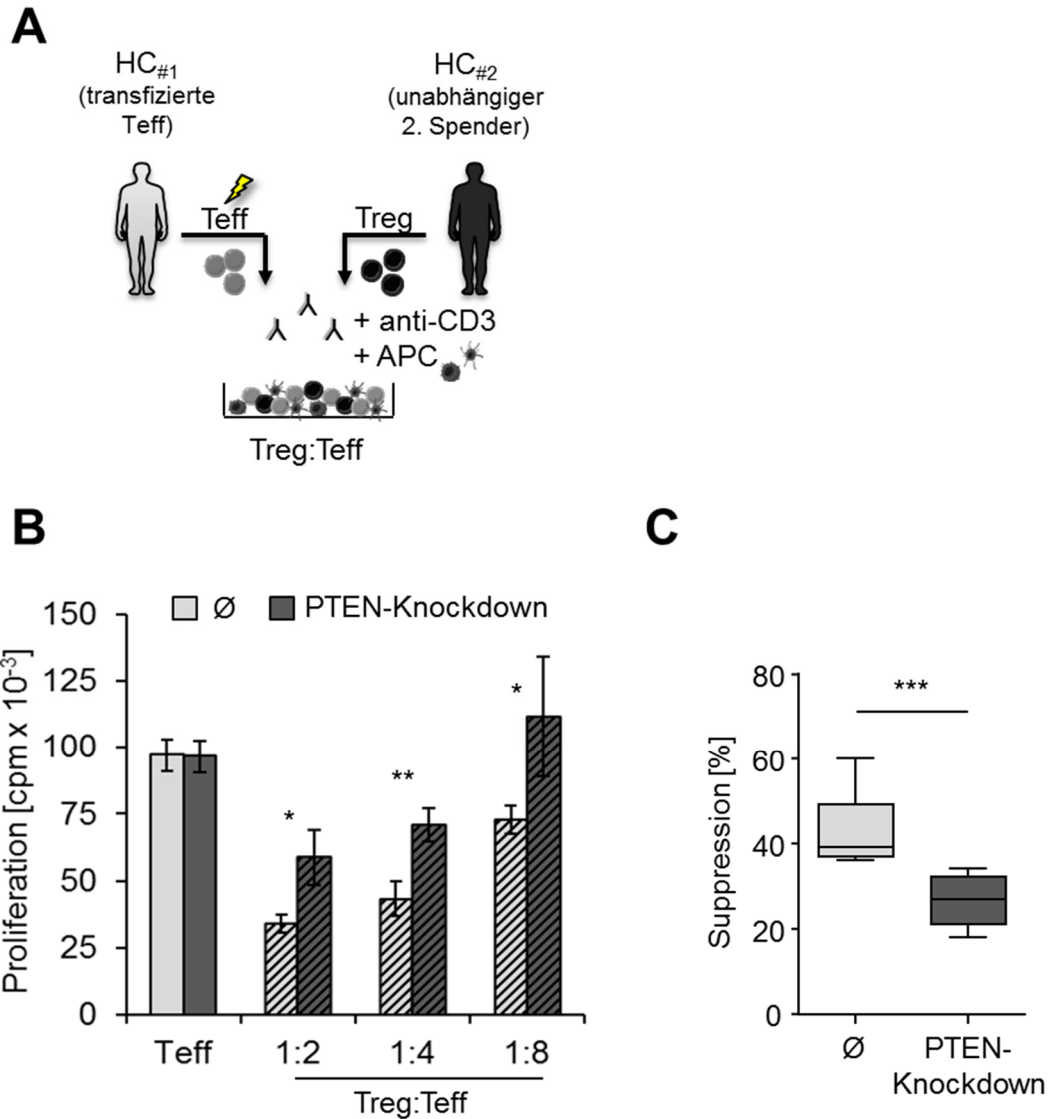 A
HC#1
(transfizierte
Teff)
HC#2
(unabhängiger
2. Spender)
Teff
Treg
+ anti-CD3
+ APC
Treg:Teff
B
Ø PTEN-Knockdown
Proliferation [cpm x 10-3]
150
125
100
75
50
25
0
*
**
*
Teff 1:2 1:4 1:8
Treg:Teff
C
Suppression [%]
80
60
40
20
0
***
Ø PTEN-
Knockdown